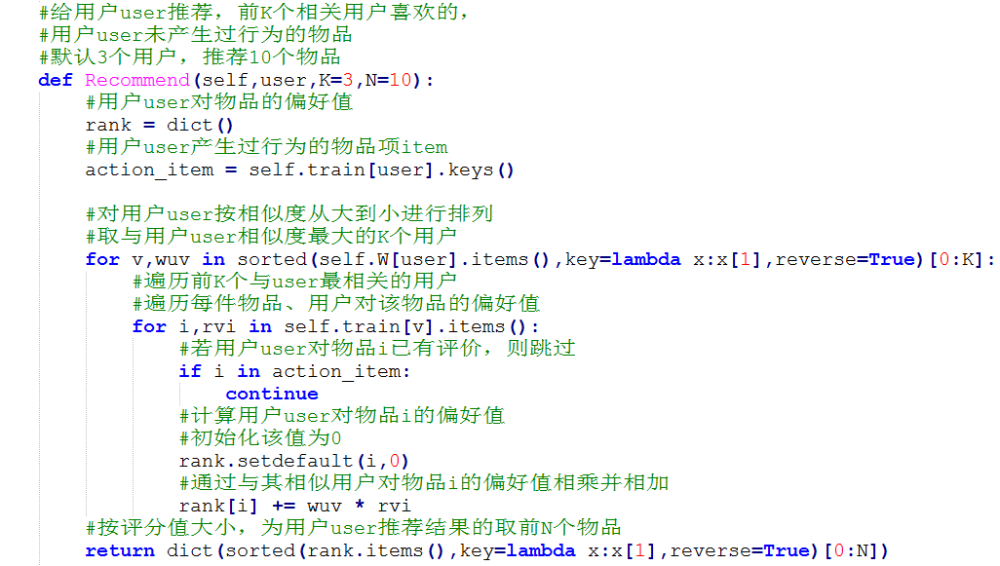 #给用户user推荐，前K个相关用户喜欢的，
#用户user未产生过行为的物品
#默认3个用户，推荐10个物品
def Recommend(self,user,K=3,N=10):
#用户user对物品的偏好值
rank = dict()
#用户user产生过行为的物品项item
action_item = self.train[user].keys()
#对用户user按相似度从大到小进行排列
#取与用户user相似度最大的K个用户
for v,wuv in sorted(self.W[user].items(),key=lambda x:x[1],reverse=True)[0:K]:
#遍历前K个与user最相关的用户
#遍历每件物品、用户对该物品的偏好值
for i,rvi in self.train[v].items():
#若用户user对物品i已有评价，则跳过
if i in action_item:
continue
#计算用户user对物品i的偏好值
#初始化该值为0
rank.setdefault(i,0)
#通过与其相似用户对物品i的偏好值相乘并相加
rank[i] += wuv * rvi
#按评分值大小，为用户user推荐结果的取前N个物品
return dict(sorted(rank.items(),key=lambda x:x[1],reverse=True)[0:N])